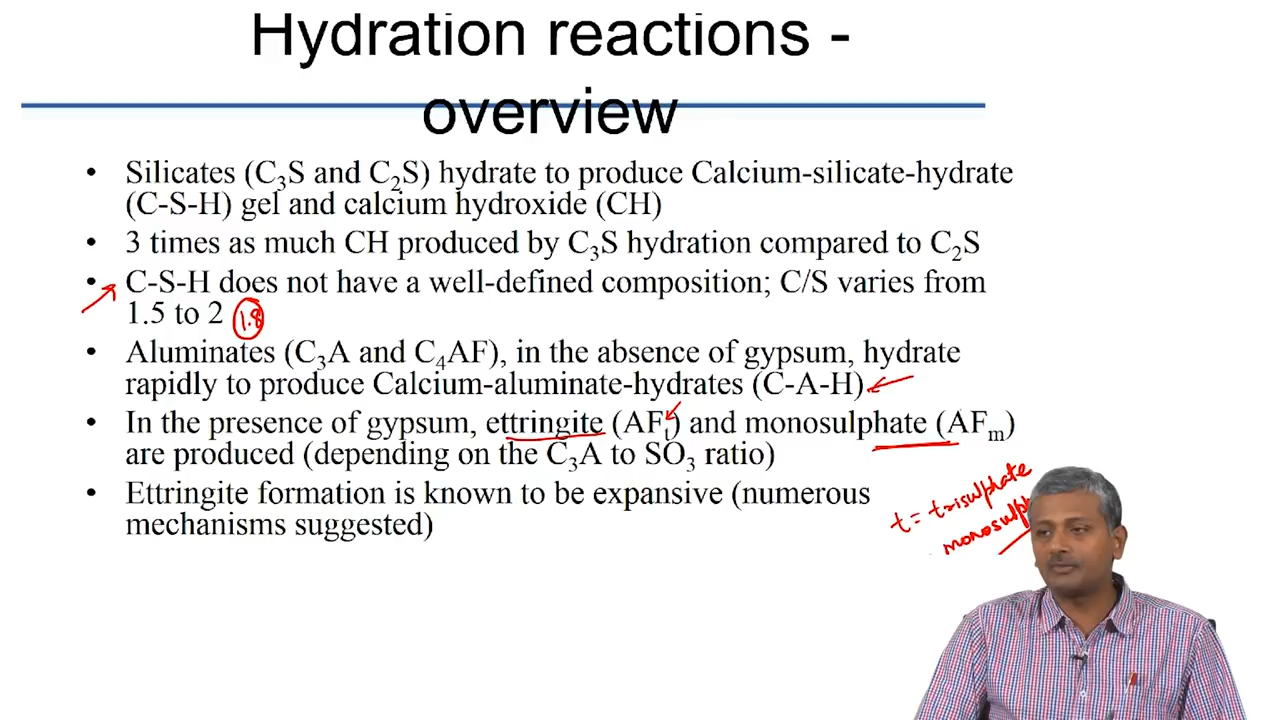 Hydration reactions -
overview
• Silicates (C₃S and C₂S) hydrate to produce Calcium-silicate-hydrate
(C-S-H) gel and calcium hydroxide (CH)
• 3 times as much CH produced by C₃S hydration compared to C₂S
• C-S-H does not have a well-defined composition; C/S varies from
1.5 to 2 1.8
• Aluminates (C₃A and C₄AF), in the absence of gypsum, hydrate
rapidly to produce Calcium-aluminate-hydrates (C-A-H)
• In the presence of gypsum, ettringite (AFₜ) and monosulphate (AFₘ)
are produced (depending on the C₃A to SO₃ ratio)
• Ettringite formation is known to be expansive (numerous
mechanisms suggested)
t = trisulphate